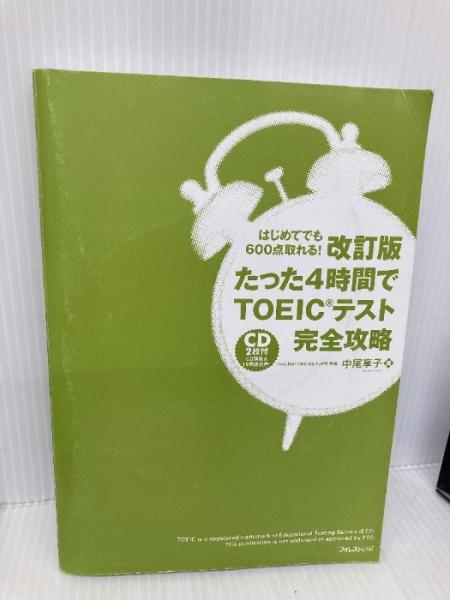 はじめてでも
600点取れる! 改訂版
たった4時間で
TOEIC®テスト
完全攻略
CD
2枚付
中尾享子 著
TOEIC is a registered trademark of Educational Testing Service (ETS)
This publication is not endorsed or approved by ETS.
フォレスト出版